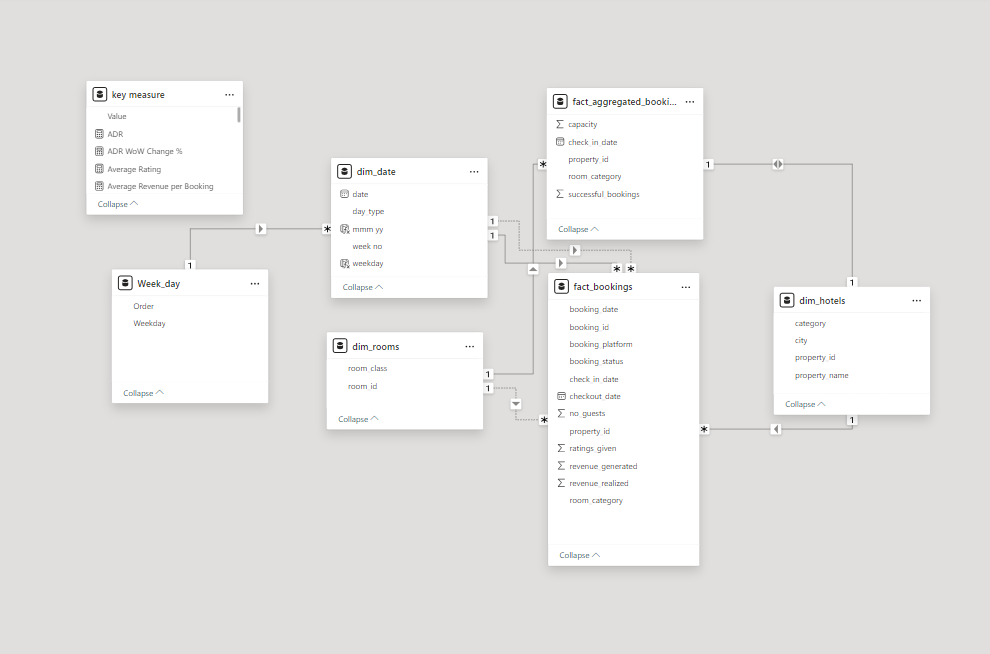 key measure
Value
ADR
ADR WoW Change %
Average Rating
Average Revenue per Booking
Collapse
dim_date
date
day_type
mmm yy
week no
weekday
Collapse
fact_aggregated_booki...
capacity
check_in_date
property_id
room_category
successful_bookings
Collapse
Week_day
Order
Weekday
Collapse
dim_rooms
room_class
room_id
Collapse
fact_bookings
booking_date
booking_id
booking_platform
booking_status
check_in_date
checkout_date
no_guests
property_id
ratings_given
revenue_generated
revenue_realized
room_category
Collapse
dim_hotels
category
city
property_id
property_name
Collapse
1
*
1
1
*
*
1
1
*
*
1
1
1
*